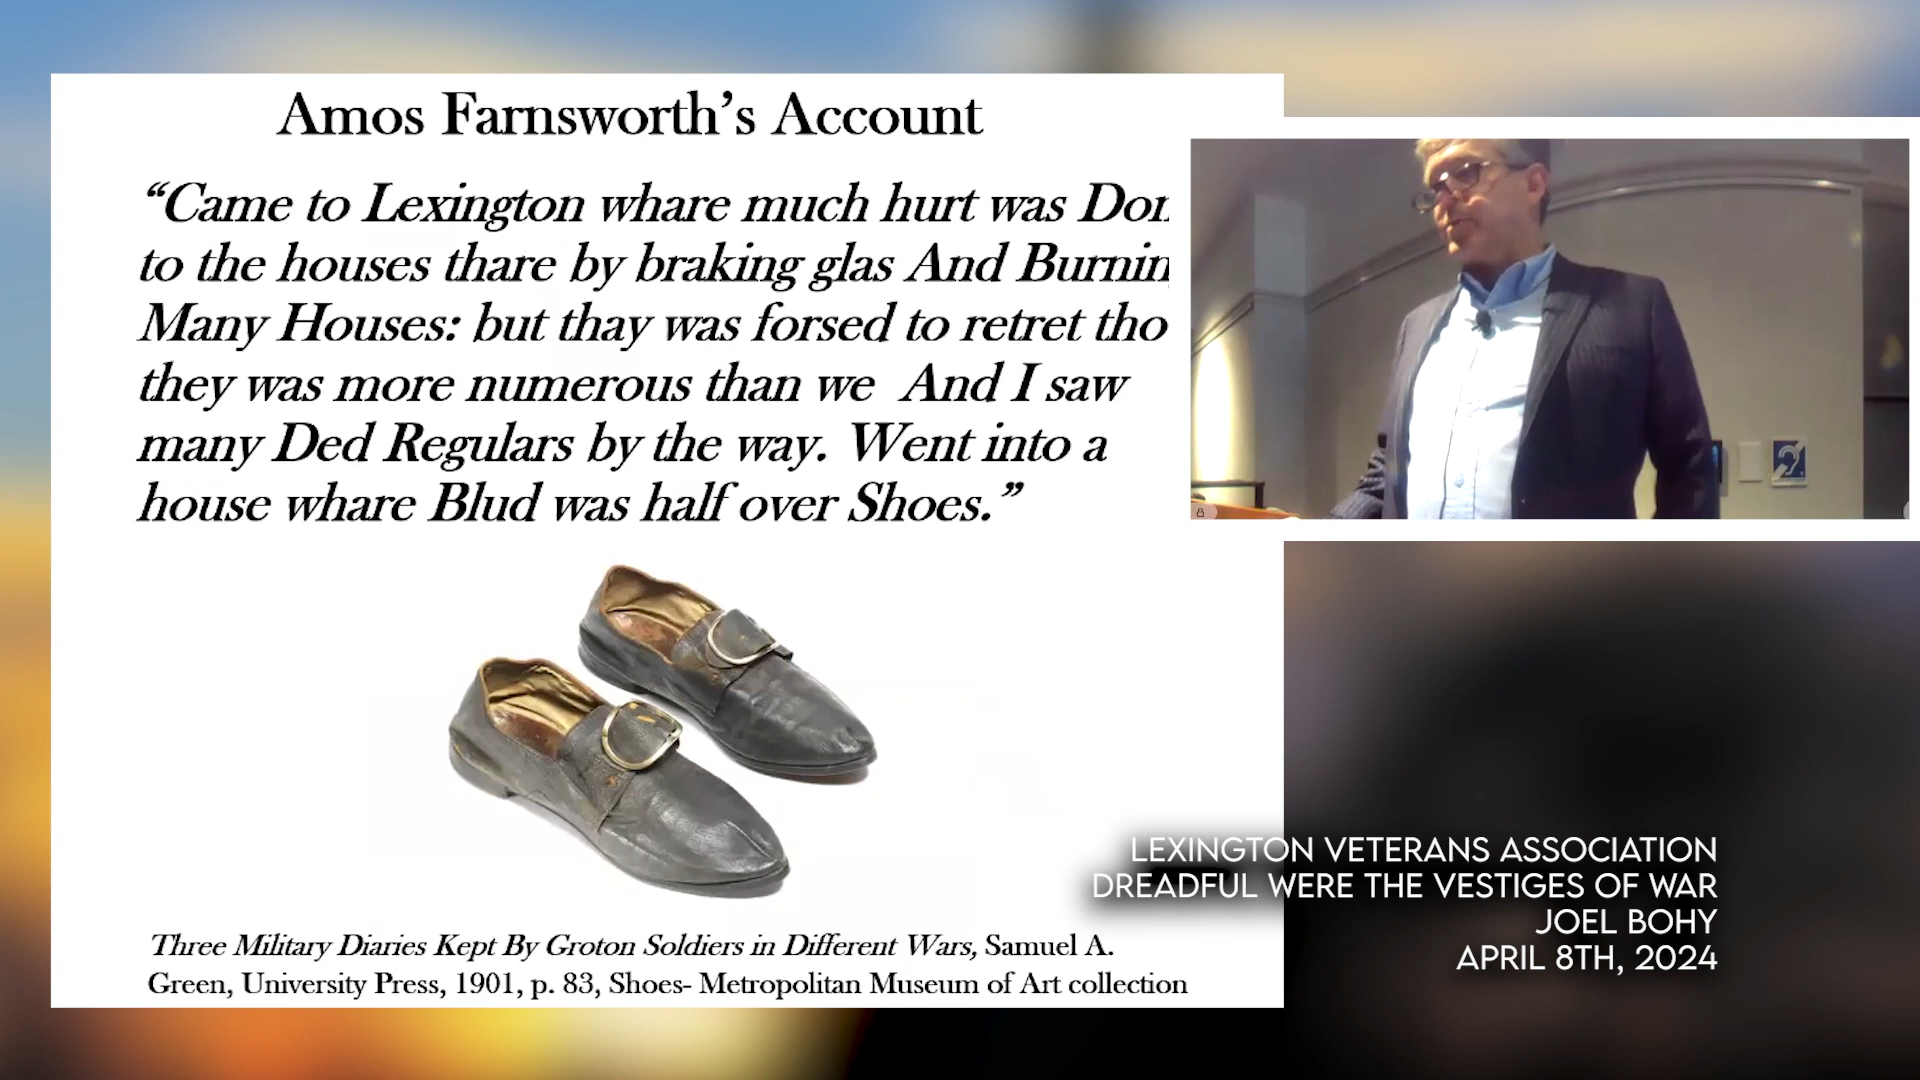 Amos Farnsworth's Account
“Came to Lexington whare much hurt was Don
to the houses thare by braking glas And Burnin
Many Houses: but thay was forsed to retret tho
they was more numerous than we And I saw
many Ded Regulars by the way. Went into a
house whare Blud was half over Shoes.”
Three Military Diaries Kept By Groton Soldiers in Different Wars, Samuel A.
Green, University Press, 1901, p. 83, Shoes- Metropolitan Museum of Art collection
LEXINGTON VETERANS ASSOCIATION
DREADFUL WERE THE VESTIGES OF WAR
JOEL BOHY
APRIL 8TH, 2024